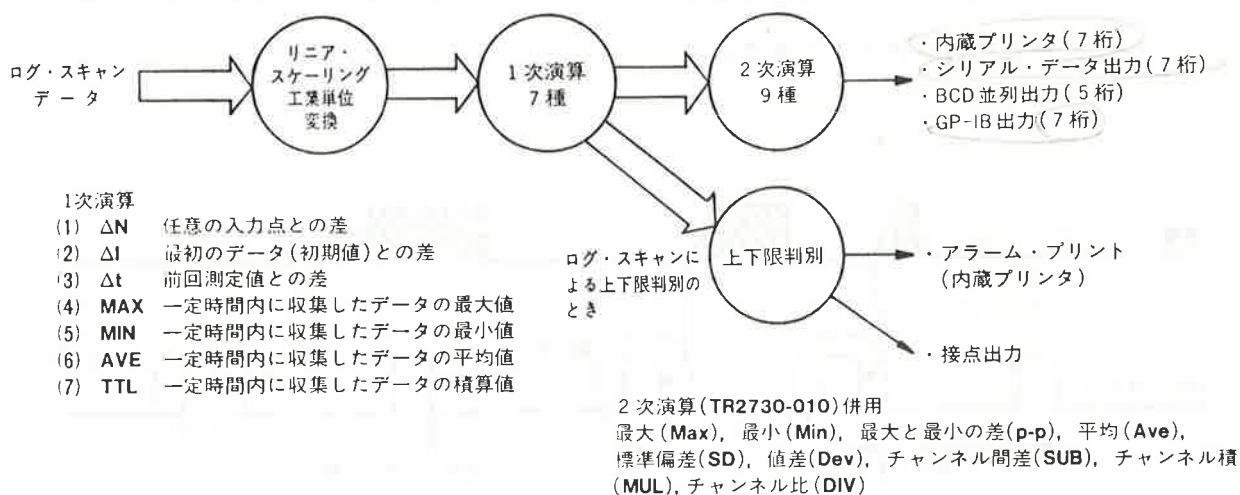 ログ・スキャン
データ
リニア・
スケーリング
工業単位
変換
1次演算
7種
2次演算
9種
・内蔵プリンタ(7桁)
・シリアル・データ出力(7桁)
・BCD並列出力(5桁)
・GP-IB出力(7桁)
1次演算
(1) ΔN 任意の入力点との差
(2) ΔI 最初のデータ(初期値)との差
(3) Δt 前回測定値との差
(4) MAX 一定時間内に収集したデータの最大値
(5) MIN 一定時間内に収集したデータの最小値
(6) AVE 一定時間内に収集したデータの平均値
(7) TTL 一定時間内に収集したデータの積算値
ログ・スキャンに
よる上下限判別の
とき
上下限判別
・アラーム・プリント
(内蔵プリンタ)
・接点出力
2次演算(TR2730-010)併用
最大(Max), 最小(Min), 最大と最小の差(p-p), 平均(Ave),
標準偏差(SD), 値差(Dev), チャンネル間差(SUB), チャンネル積
(MUL), チャンネル比(DIV)